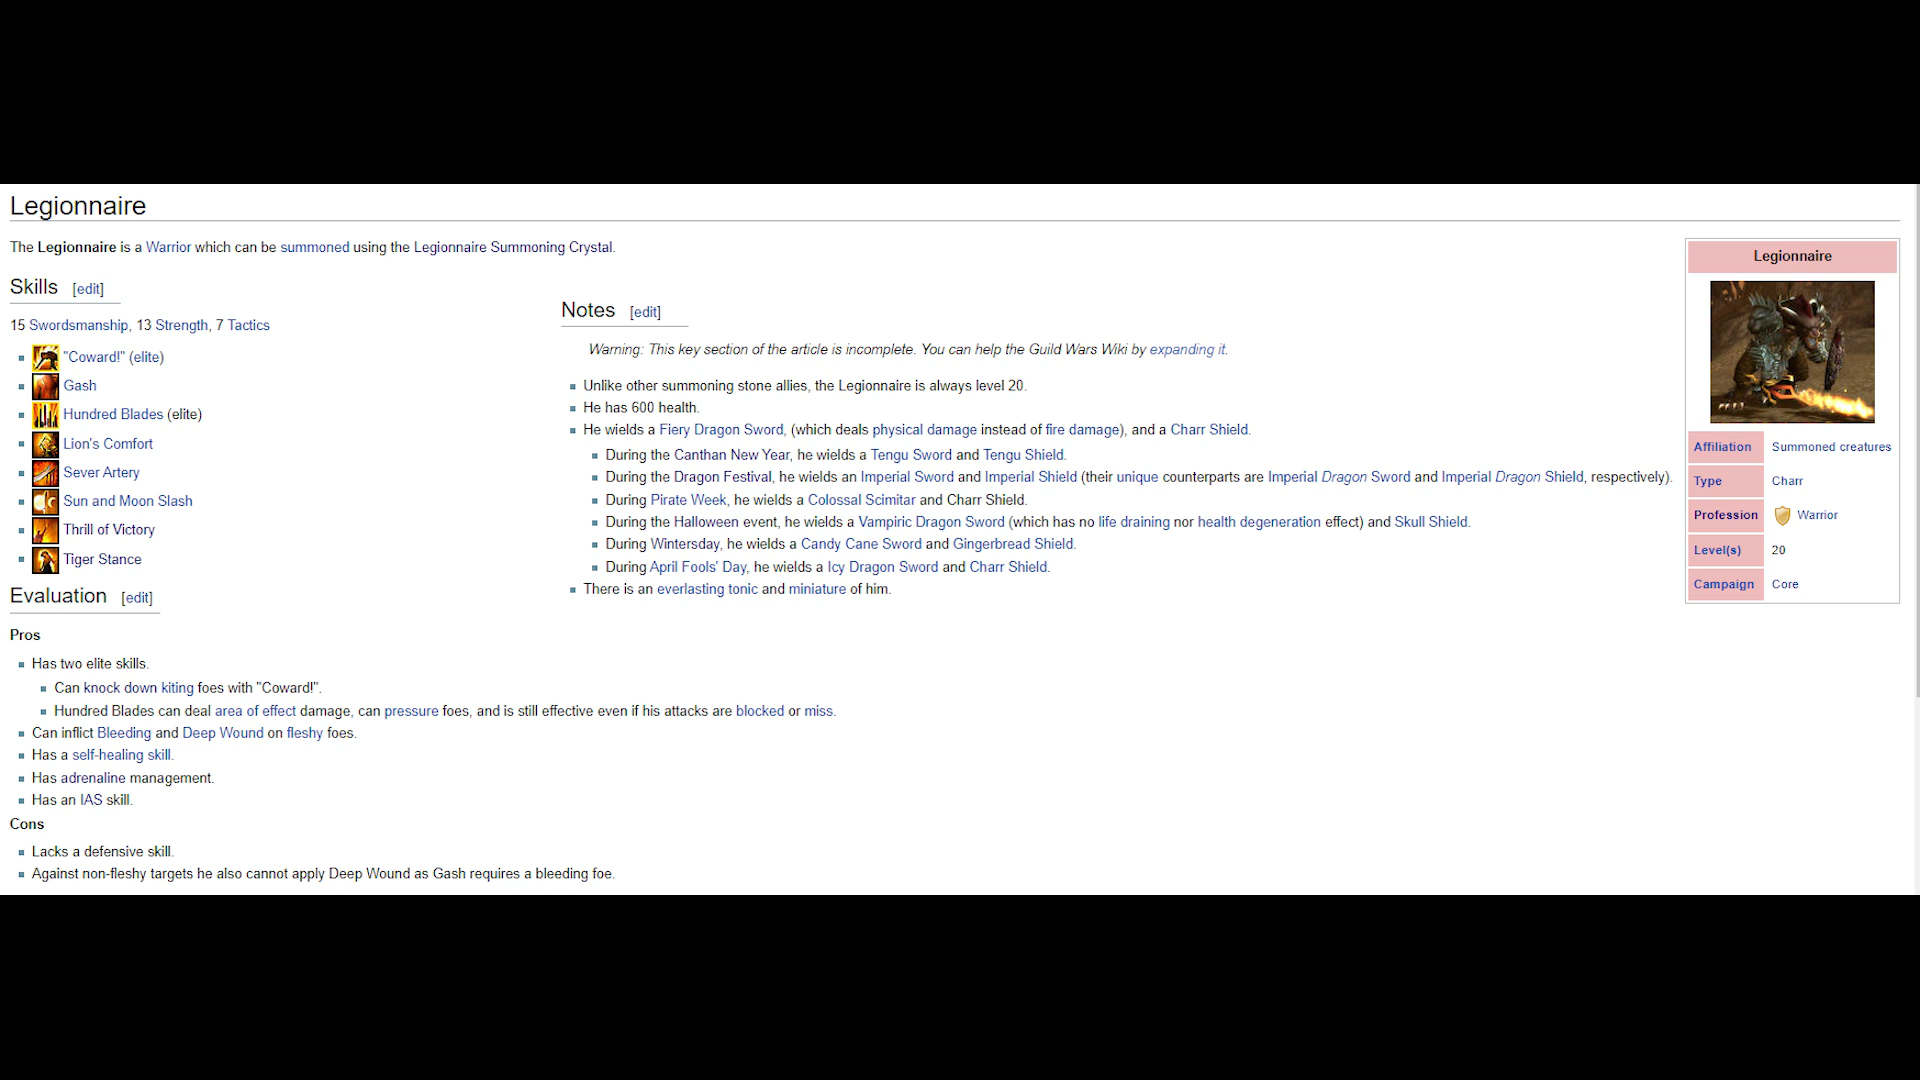 Legionnaire
The Legionnaire is a Warrior which can be summoned using the Legionnaire Summoning Crystal.
Skills [edit]
15 Swordsmanship, 13 Strength, 7 Tactics
"Coward!" (elite)
Gash
Hundred Blades (elite)
Lion's Comfort
Sever Artery
Sun and Moon Slash
Thrill of Victory
Tiger Stance
Evaluation [edit]
Pros
Has two elite skills.
Can knock down kiting foes with "Coward!".
Hundred Blades can deal area of effect damage, can pressure foes, and is still effective even if his attacks are blocked or miss.
Can inflict Bleeding and Deep Wound on fleshy foes.
Has a self-healing skill.
Has adrenaline management.
Has an IAS skill.
Cons
Lacks a defensive skill.
Against non-fleshy targets he also cannot apply Deep Wound as Gash requires a bleeding foe.
Notes [edit]
Warning: This key section of the article is incomplete. You can help the Guild Wars Wiki by expanding it.
Unlike other summoning stone allies, the Legionnaire is always level 20.
He has 600 health.
He wields a Fiery Dragon Sword, (which deals physical damage instead of fire damage), and a Charr Shield.
During the Canthan New Year, he wields a Tengu Sword and Tengu Shield.
During the Dragon Festival, he wields an Imperial Sword and Imperial Shield (their unique counterparts are Imperial Dragon Sword and Imperial Dragon Shield, respectively).
During Pirate Week, he wields a Colossal Scimitar and Charr Shield.
During the Halloween event, he wields a Vampiric Dragon Sword (which has no life draining nor health degeneration effect) and Skull Shield.
During Wintersday, he wields a Candy Cane Sword and Gingerbread Shield.
During April Fools' Day, he wields a Icy Dragon Sword and Charr Shield.
There is an everlasting tonic and miniature of him.
Legionnaire
Affiliation Summoned creatures
Type Charr
Profession Warrior
Level(s) 20
Campaign Core